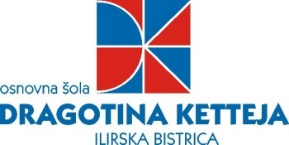 osnovna šola
DRAGOTINA KETTEJA
ILIRSKA BISTRICA